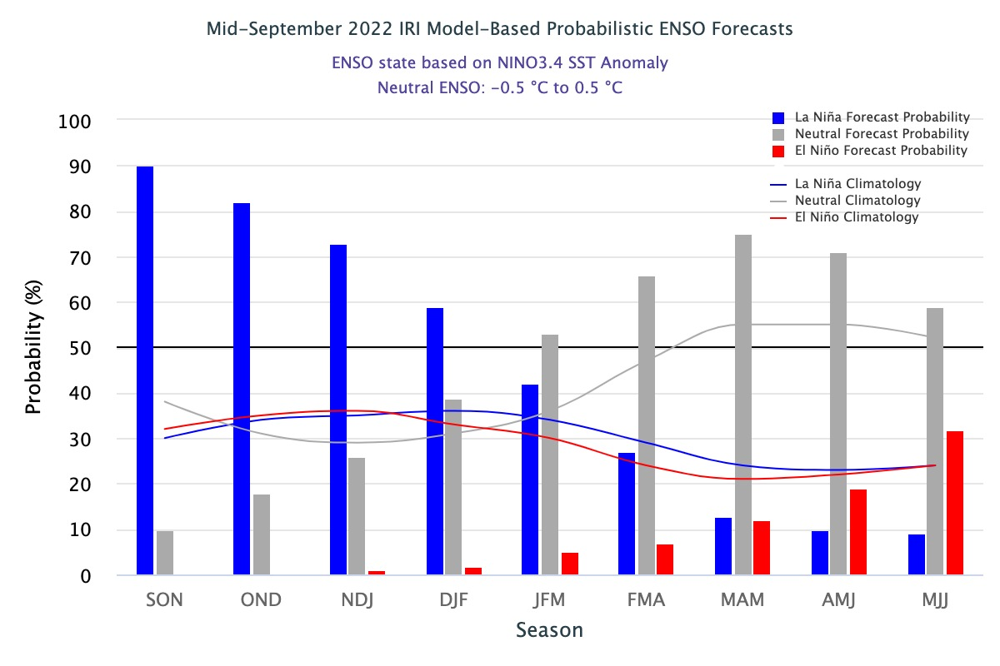 Mid-September 2022 IRI Model-Based Probabilistic ENSO Forecasts
ENSO state based on NINO3.4 SST Anomaly
Neutral ENSO: -0.5 °C to 0.5 °C
La Niña Forecast Probability
Neutral Forecast Probability
El Niño Forecast Probability
La Niña Climatology
Neutral Climatology
El Niño Climatology
Probability (%)
100
90
80
70
60
50
40
30
20
10
0
SON OND NDJ DJF JFM FMA MAM AMJ MJJ
Season